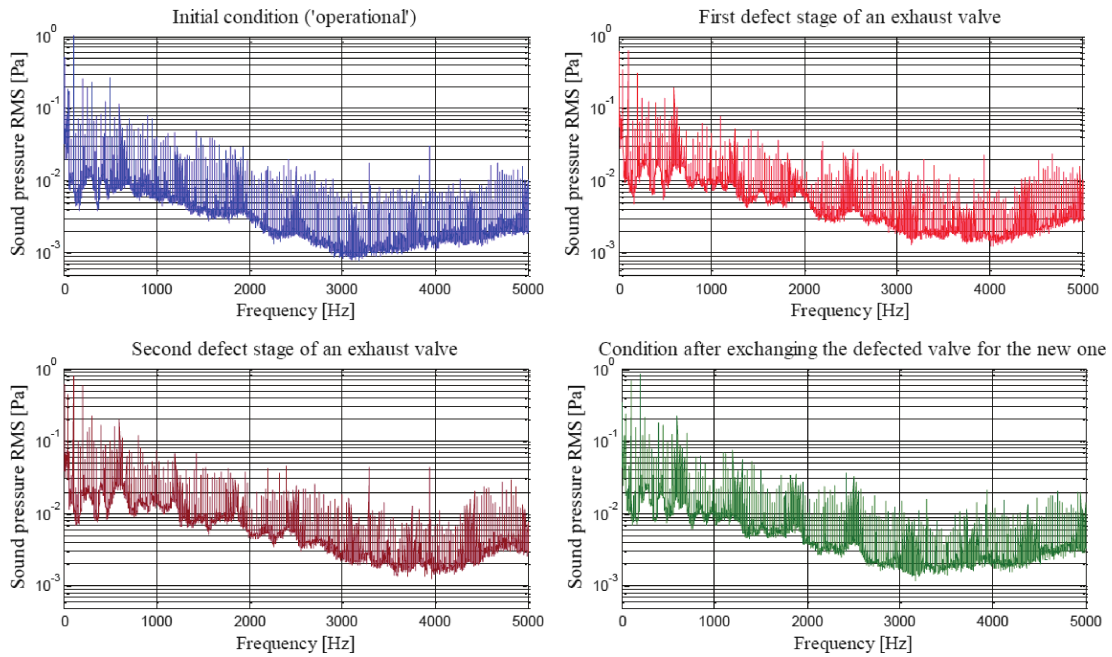 Initial condition ('operational')
Sound pressure RMS [Pa]
10^0
10^-1
10^-2
10^-3
0 1000 2000 3000 4000 5000
Frequency [Hz]
First defect stage of an exhaust valve
Sound pressure RMS [Pa]
10^0
10^-1
10^-2
10^-3
0 1000 2000 3000 4000 5000
Frequency [Hz]
Second defect stage of an exhaust valve
Sound pressure RMS [Pa]
10^0
10^-1
10^-2
10^-3
0 1000 2000 3000 4000 5000
Frequency [Hz]
Condition after exchanging the defected valve for the new one
Sound pressure RMS [Pa]
10^0
10^-1
10^-2
10^-3
0 1000 2000 3000 4000 5000
Frequency [Hz]